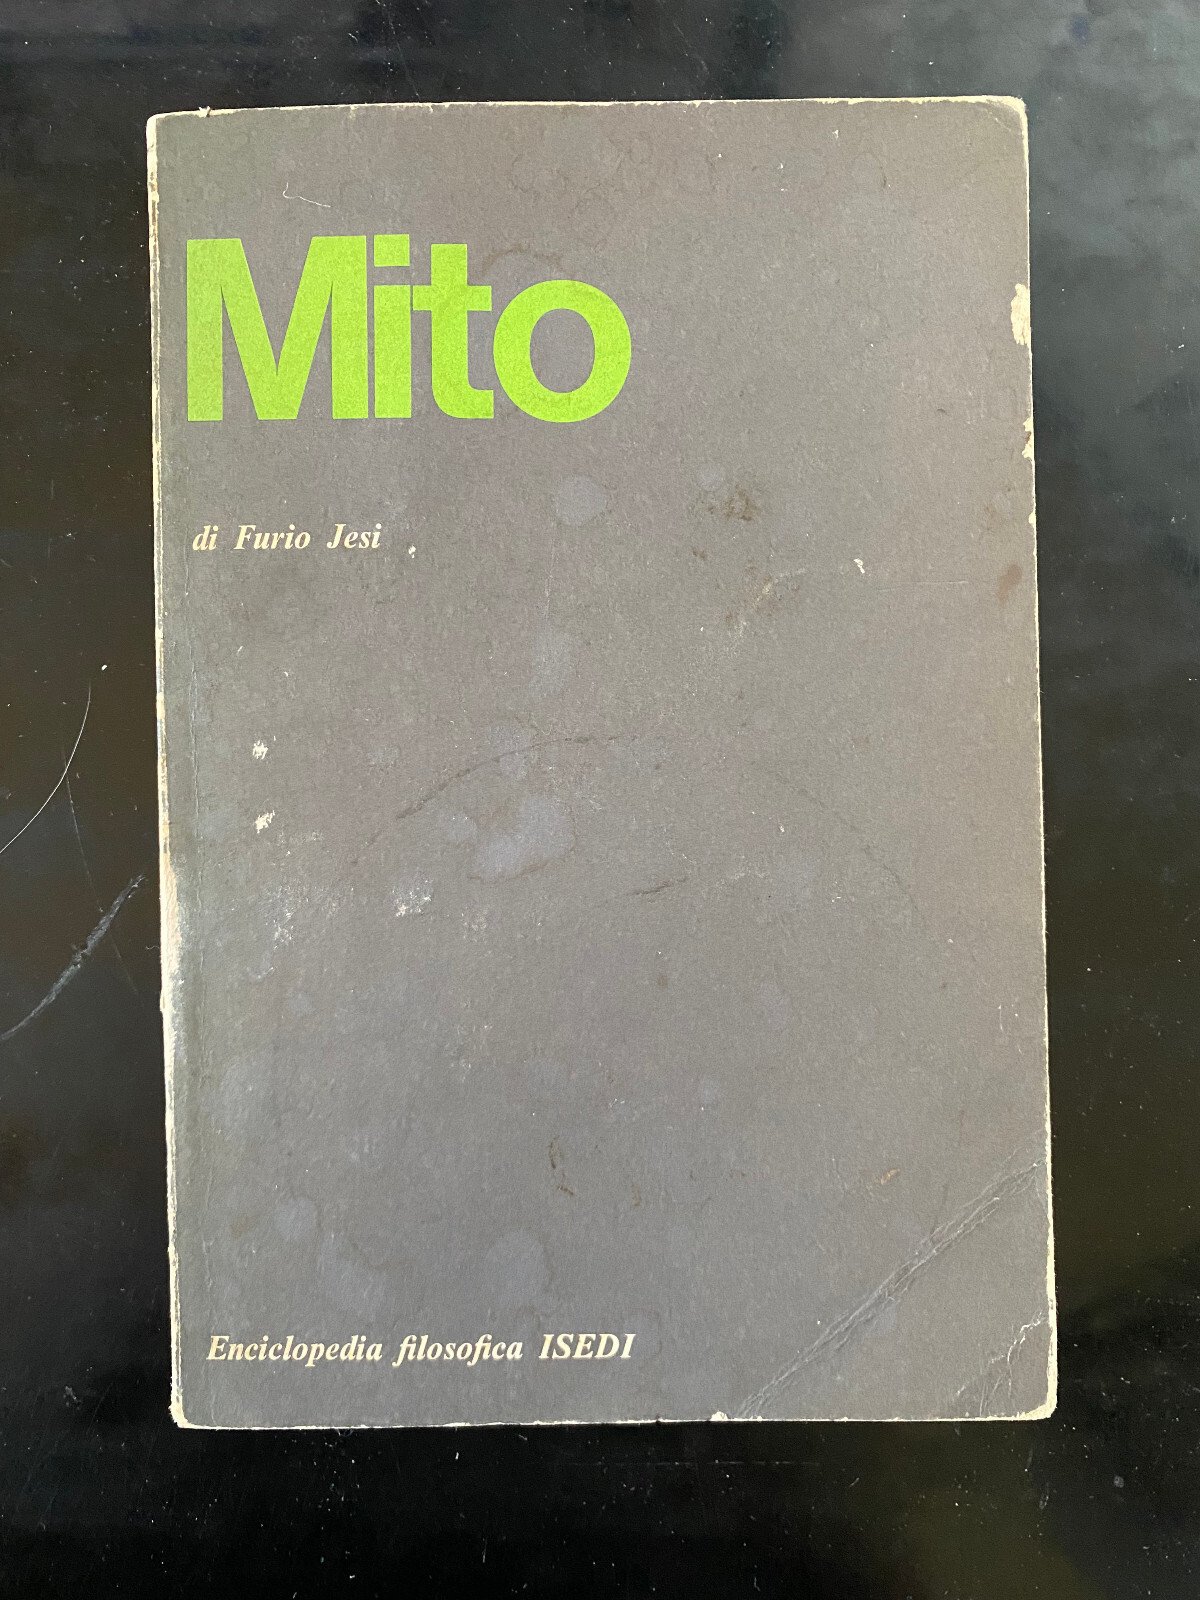 Mito
di Furio Jesi
Enciclopedia filosofica ISEDI